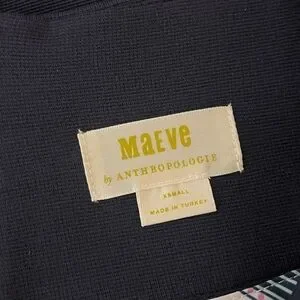 MaEve
by ANTHROPOLOGIE
XSMALL
MADE IN TURKEY